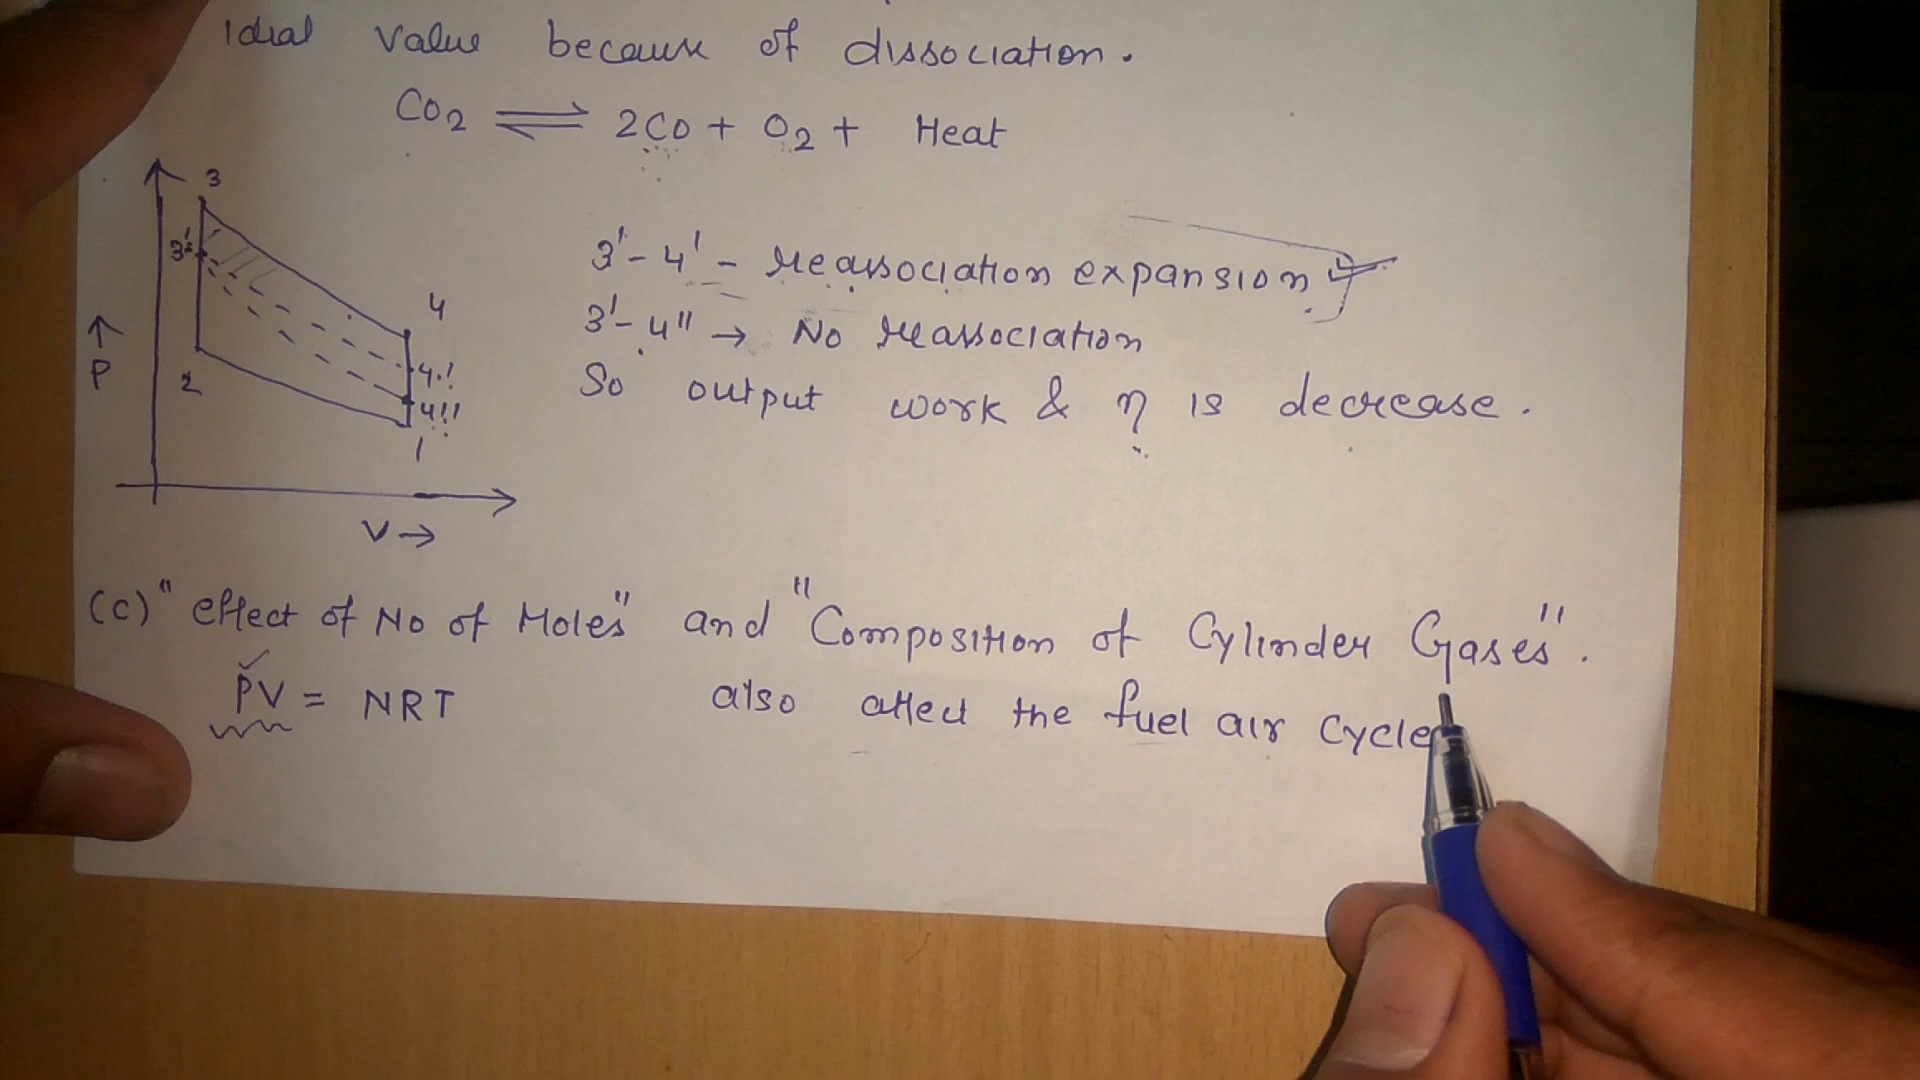 Idial Value because of dissociation.
CO2 ⇌ 2CO + O2 + Heat
3
3'
2
4
4'
4''
1
↑
P
V →
3' - 4' - reassociation expansion
3' - 4'' → No reassociation
So output work & η is decrease.
(C) "effect of No of Moles" and "Composition of Cylinder Gases".
PV = NRT also affect the fuel air cycle